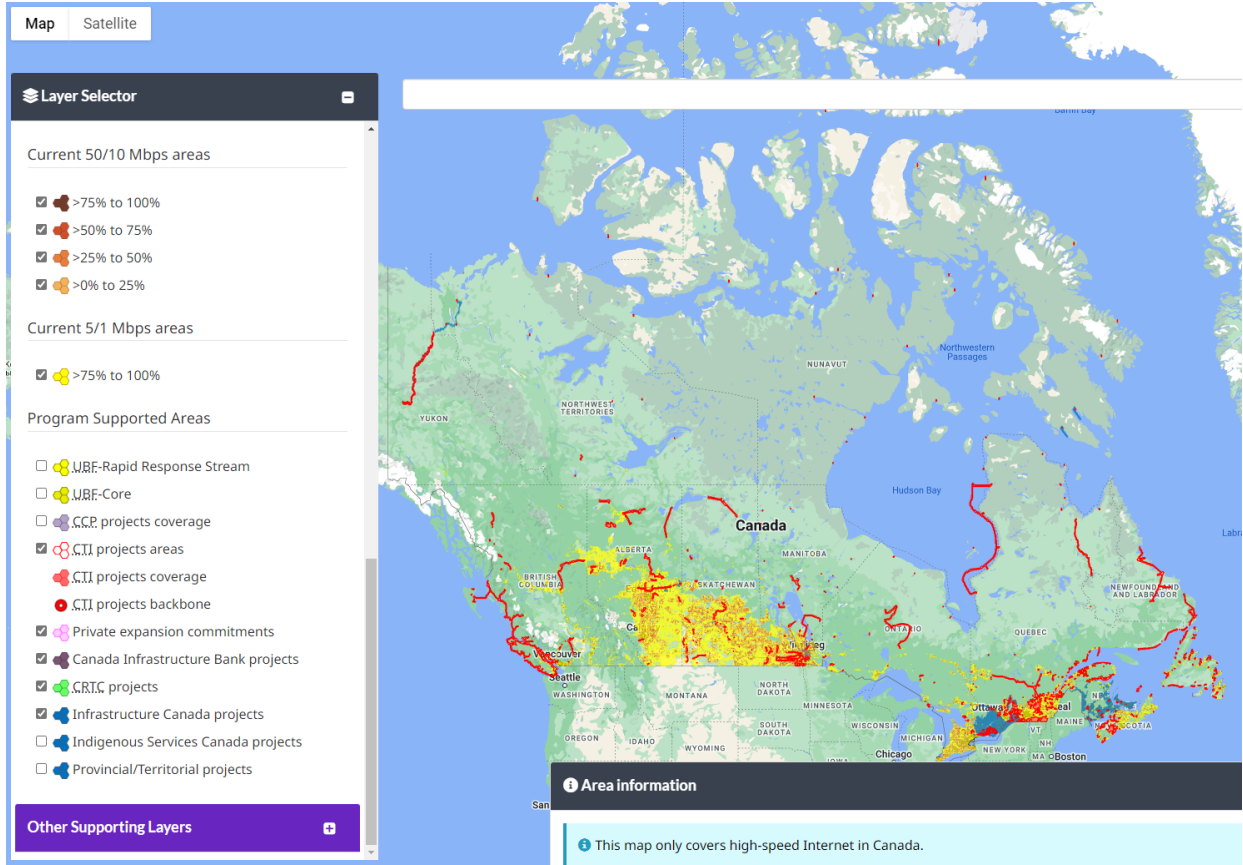 Map
Satellite
Layer Selector
Current 50/10 Mbps areas
>75% to 100%
>50% to 75%
>25% to 50%
>0% to 25%
Current 5/1 Mbps areas
>75% to 100%
Program Supported Areas
UBF-Rapid Response Stream
UBF-Core
CCP projects coverage
CTI projects areas
CTI projects coverage
CTI projects backbone
Private expansion commitments
Canada Infrastructure Bank projects
CRTC projects
Infrastructure Canada projects
Indigenous Services Canada projects
Provincial/Territorial projects
Other Supporting Layers
Northwestern
Passages
NUNAVUT
NORTHWEST
TERRITORIES
YUKON
Hudson Bay
Canada
ALBERTA
MANITOBA
BRITISH
COLUMBIA
SKATCHEWAN
NEWFOUNDLAND
AND LABRADOR
ONTARIO
QUEBEC
Vancouver
Seattle
WASHINGTON
MONTANA
NORTH
DAKOTA
MINNESOTA
Ottawa
MAINE
SOUTH
DAKOTA
WISCONSIN
VT
OREGON
IDAHO
WYOMING
MICHIGAN
NEW YORK
NH
Chicago
MA
Boston
San
Area information
This map only covers high-speed Internet in Canada.